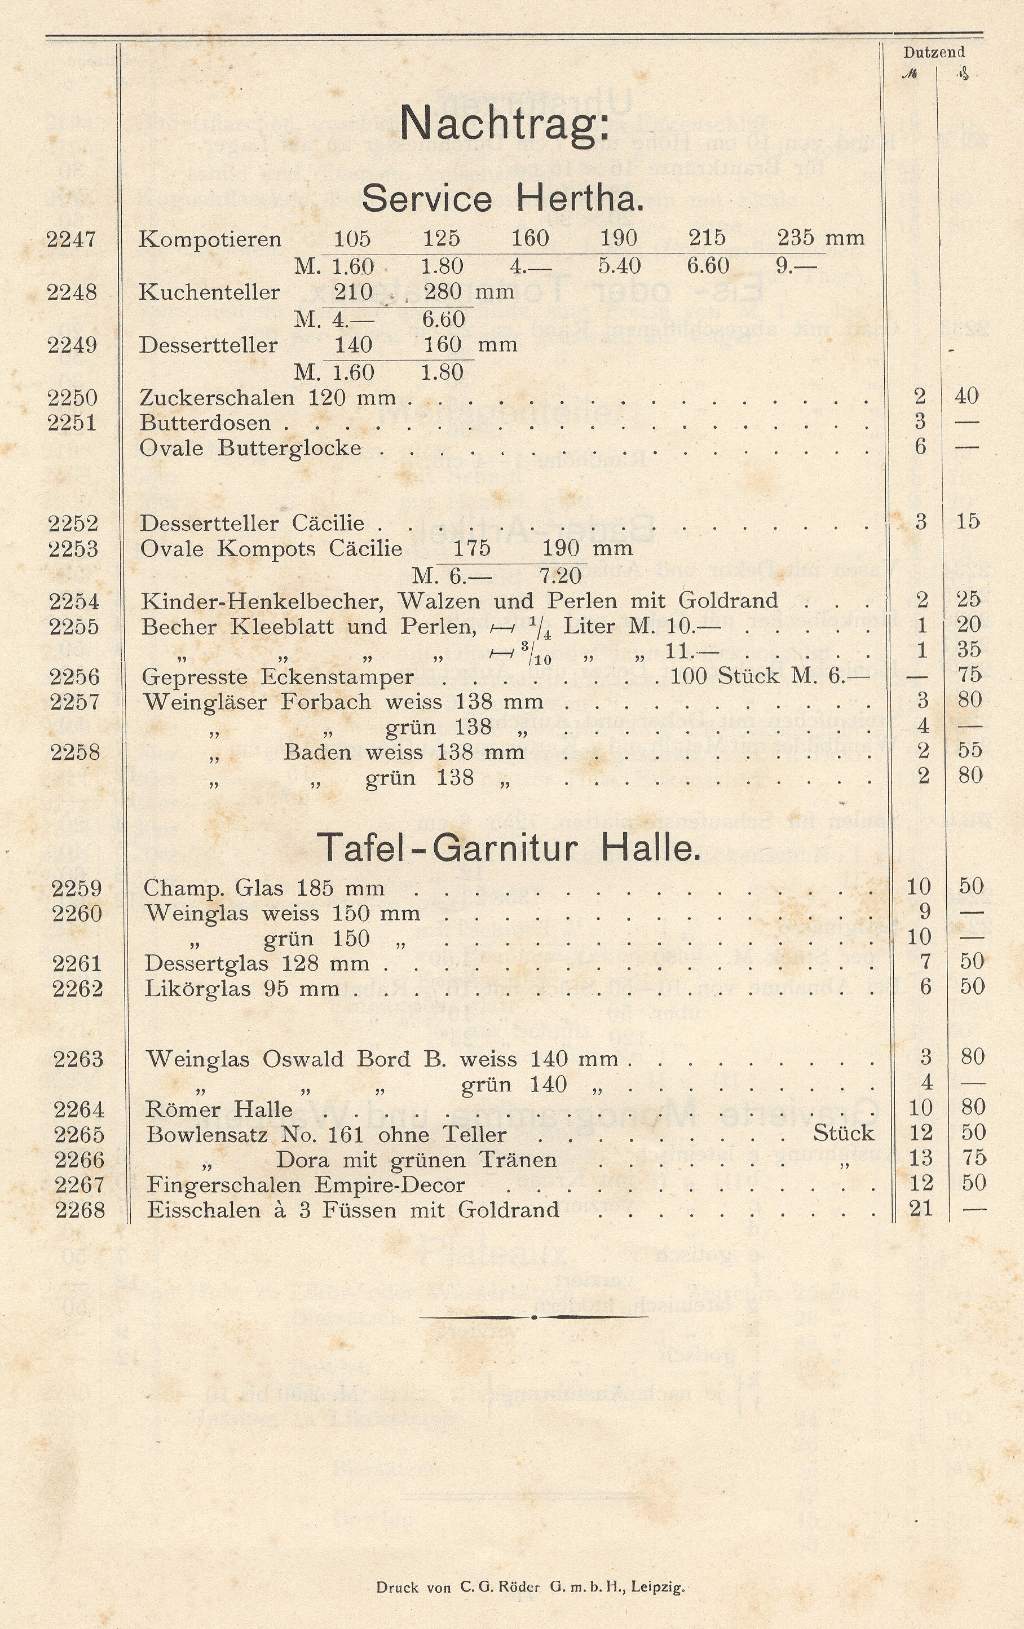 Dutzend
ℳ ₰
Nachtrag:
Service Hertha.
2247 Kompotieren 105 125 160 190 215 235 mm
M. 1.60 1.80 4.— 5.40 6.60 9.—
2248 Kuchenteller 210 280 mm
M. 4.— 6.60
2249 Dessertteller 140 160 mm
M. 1.60 1.80
2250 Zuckerschalen 120 mm . . . . . . . . . . . . . . . . 2 40
2251 Butterdosen . . . . . . . . . . . . . . . . . . . . 3 —
Ovale Butterglocke . . . . . . . . . . . . . . . . . 6 —
2252 Dessertteller Cäcilie . . . . . . . . . . . . . . . . . 3 15
2253 Ovale Kompots Cäcilie 175 190 mm
M. 6.— 7.20
2254 Kinder-Henkelbecher, Walzen und Perlen mit Goldrand . . . 2 25
2255 Becher Kleeblatt und Perlen, ⊢⊣ 1/4 Liter M. 10.— . . . . . 1 20
„ „ „ „ ⊢⊣ 3/10 „ „ 11.— . . . . . 1 35
2256 Gepresste Eckenstamper . . . . . . . . 100 Stück M. 6.— — 75
2257 Weingläser Forbach weiss 138 mm . . . . . . . . . . . 3 80
„ „ grün 138 „ . . . . . . . . . . . 4 —
2258 „ Baden weiss 138 mm . . . . . . . . . . . 2 55
„ „ grün 138 „ . . . . . . . . . . . 2 80
Tafel-Garnitur Halle.
2259 Champ. Glas 185 mm . . . . . . . . . . . . . . . . 10 50
2260 Weinglas weiss 150 mm . . . . . . . . . . . . . . . 9 —
„ grün 150 „ . . . . . . . . . . . . . . . 10 —
2261 Dessertglas 128 mm . . . . . . . . . . . . . . . . . 7 50
2262 Likörglas 95 mm . . . . . . . . . . . . . . . . . . 6 50
2263 Weinglas Oswald Bord B. weiss 140 mm . . . . . . . . . 3 80
„ „ „ grün 140 „ . . . . . . . . . . 4 —
2264 Römer Halle . . . . . . . . . . . . . . . . . . . 10 80
2265 Bowlensatz No. 161 ohne Teller . . . . . . . . . Stück 12 50
2266 „ Dora mit grünen Tränen . . . . . . . „ 13 75
2267 Fingerschalen Empire-Decor . . . . . . . . . . . . . 12 50
2268 Eisschalen à 3 Füssen mit Goldrand . . . . . . . . . . 21 —
Druck von C. G. Röder G. m. b. H., Leipzig.